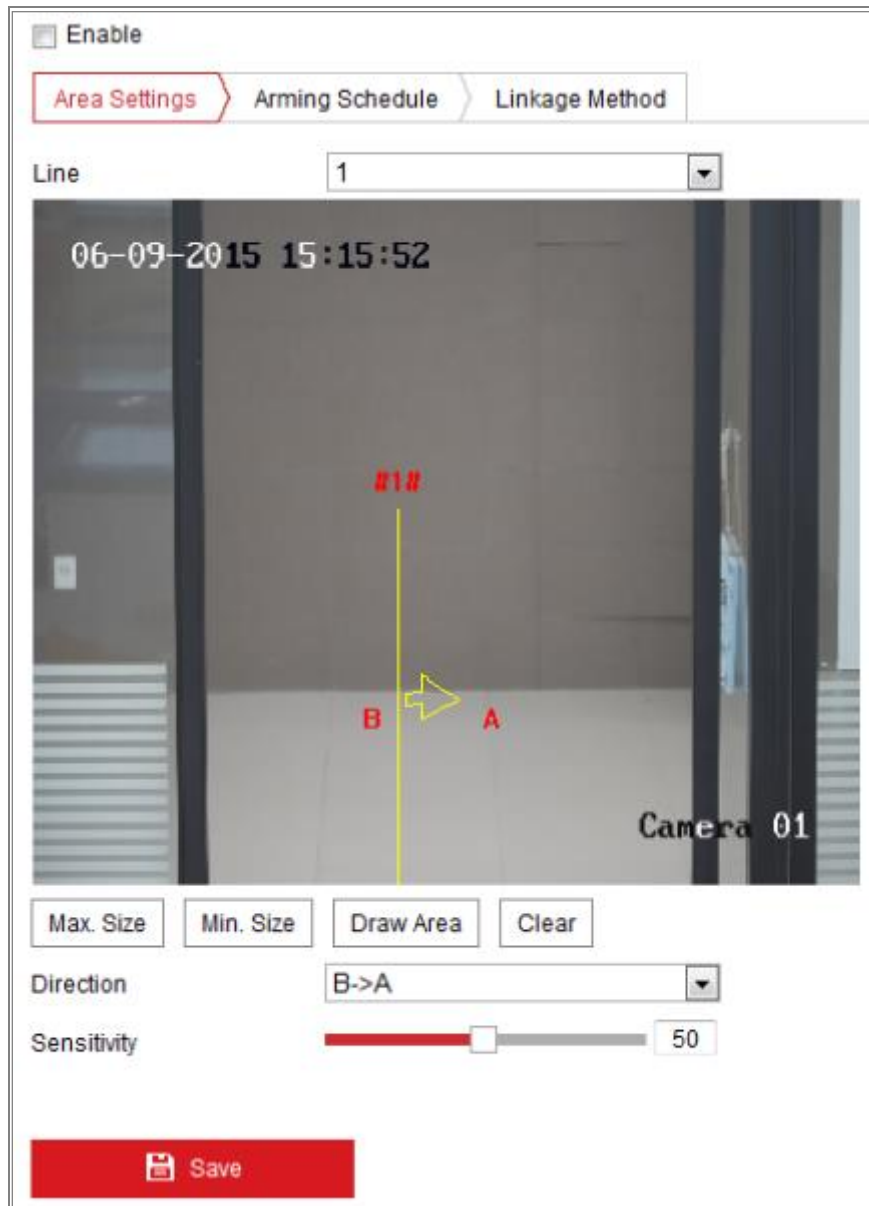 Enable
Area Settings Arming Schedule Linkage Method
Line 1
06-09-2015 15:15:52
#1#
B A
Camera 01
Max. Size Min. Size Draw Area Clear
Direction B->A
Sensitivity 50
Save